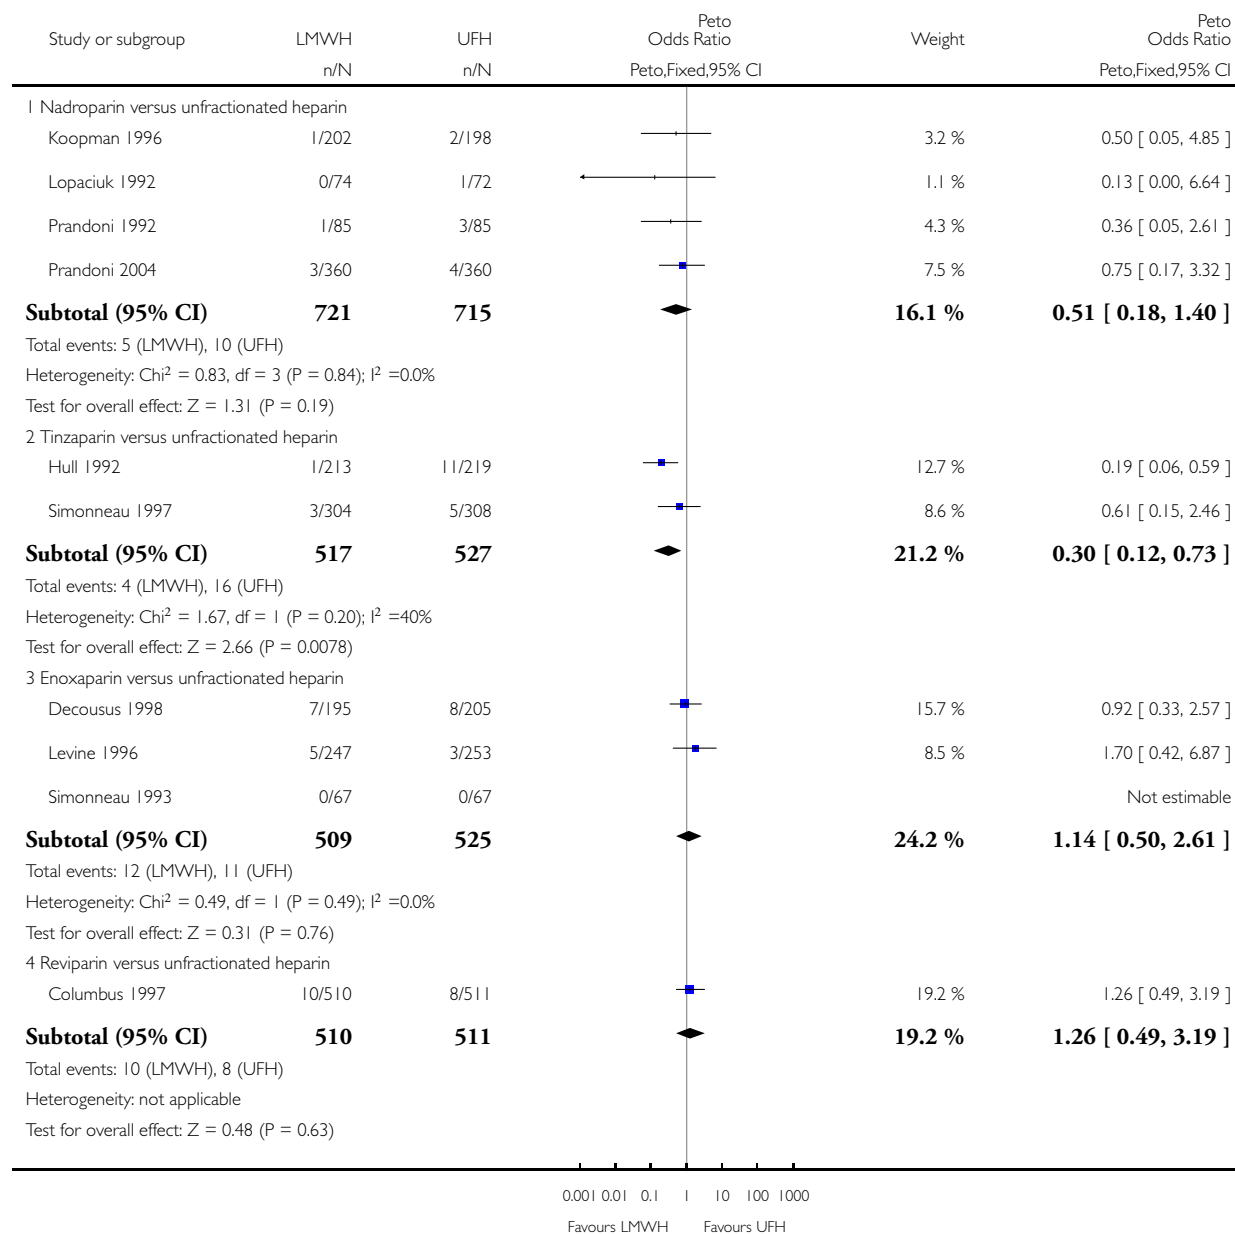 Peto Peto
Study or subgroup LMWH UFH Odds Ratio Weight Odds Ratio
n/N n/N Peto,Fixed,95% CI Peto,Fixed,95% CI
1 Nadroparin versus unfractionated heparin
Koopman 1996 1/202 2/198 3.2 % 0.50 [ 0.05, 4.85 ]
Lopaciuk 1992 0/74 1/72 1.1 % 0.13 [ 0.00, 6.64 ]
Prandoni 1992 1/85 3/85 4.3 % 0.36 [ 0.05, 2.61 ]
Prandoni 2004 3/360 4/360 7.5 % 0.75 [ 0.17, 3.32 ]
Subtotal (95% CI) 721 715 16.1 % 0.51 [ 0.18, 1.40 ]
Total events: 5 (LMWH), 10 (UFH)
Heterogeneity: Chi² = 0.83, df = 3 (P = 0.84); I² =0.0%
Test for overall effect: Z = 1.31 (P = 0.19)
2 Tinzaparin versus unfractionated heparin
Hull 1992 1/213 11/219 12.7 % 0.19 [ 0.06, 0.59 ]
Simonneau 1997 3/304 5/308 8.6 % 0.61 [ 0.15, 2.46 ]
Subtotal (95% CI) 517 527 21.2 % 0.30 [ 0.12, 0.73 ]
Total events: 4 (LMWH), 16 (UFH)
Heterogeneity: Chi² = 1.67, df = 1 (P = 0.20); I² =40%
Test for overall effect: Z = 2.66 (P = 0.0078)
3 Enoxaparin versus unfractionated heparin
Decousus 1998 7/195 8/205 15.7 % 0.92 [ 0.33, 2.57 ]
Levine 1996 5/247 3/253 8.5 % 1.70 [ 0.42, 6.87 ]
Simonneau 1993 0/67 0/67 Not estimable
Subtotal (95% CI) 509 525 24.2 % 1.14 [ 0.50, 2.61 ]
Total events: 12 (LMWH), 11 (UFH)
Heterogeneity: Chi² = 0.49, df = 1 (P = 0.49); I² =0.0%
Test for overall effect: Z = 0.31 (P = 0.76)
4 Reviparin versus unfractionated heparin
Columbus 1997 10/510 8/511 19.2 % 1.26 [ 0.49, 3.19 ]
Subtotal (95% CI) 510 511 19.2 % 1.26 [ 0.49, 3.19 ]
Total events: 10 (LMWH), 8 (UFH)
Heterogeneity: not applicable
Test for overall effect: Z = 0.48 (P = 0.63)
0.001 0.01 0.1 1 10 100 1000
Favours LMWH Favours UFH